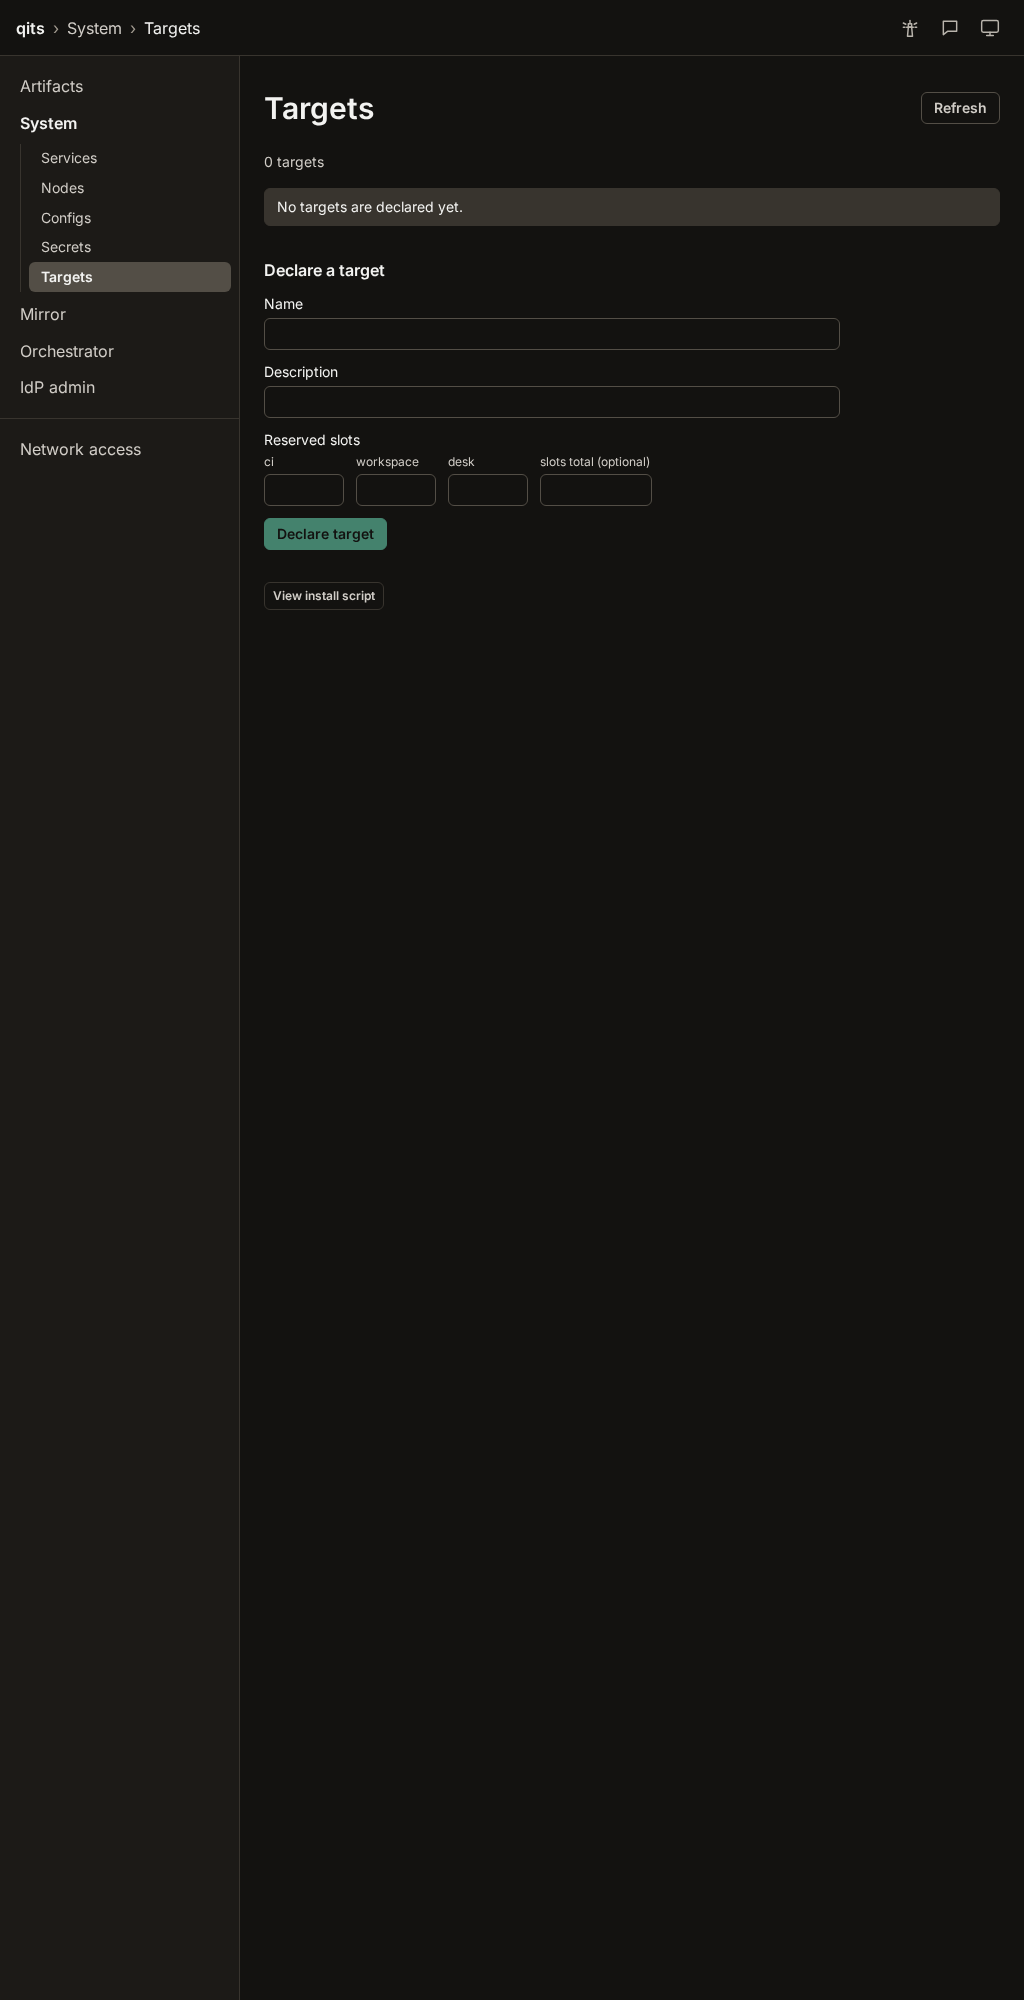 qits › System › Targets
Artifacts
System
Services
Nodes
Configs
Secrets
Targets
Mirror
Orchestrator
IdP admin
Network access
Targets
Refresh
0 targets
No targets are declared yet.
Declare a target
Name
Description
Reserved slots
ci workspace desk slots total (optional)
Declare target
View install script